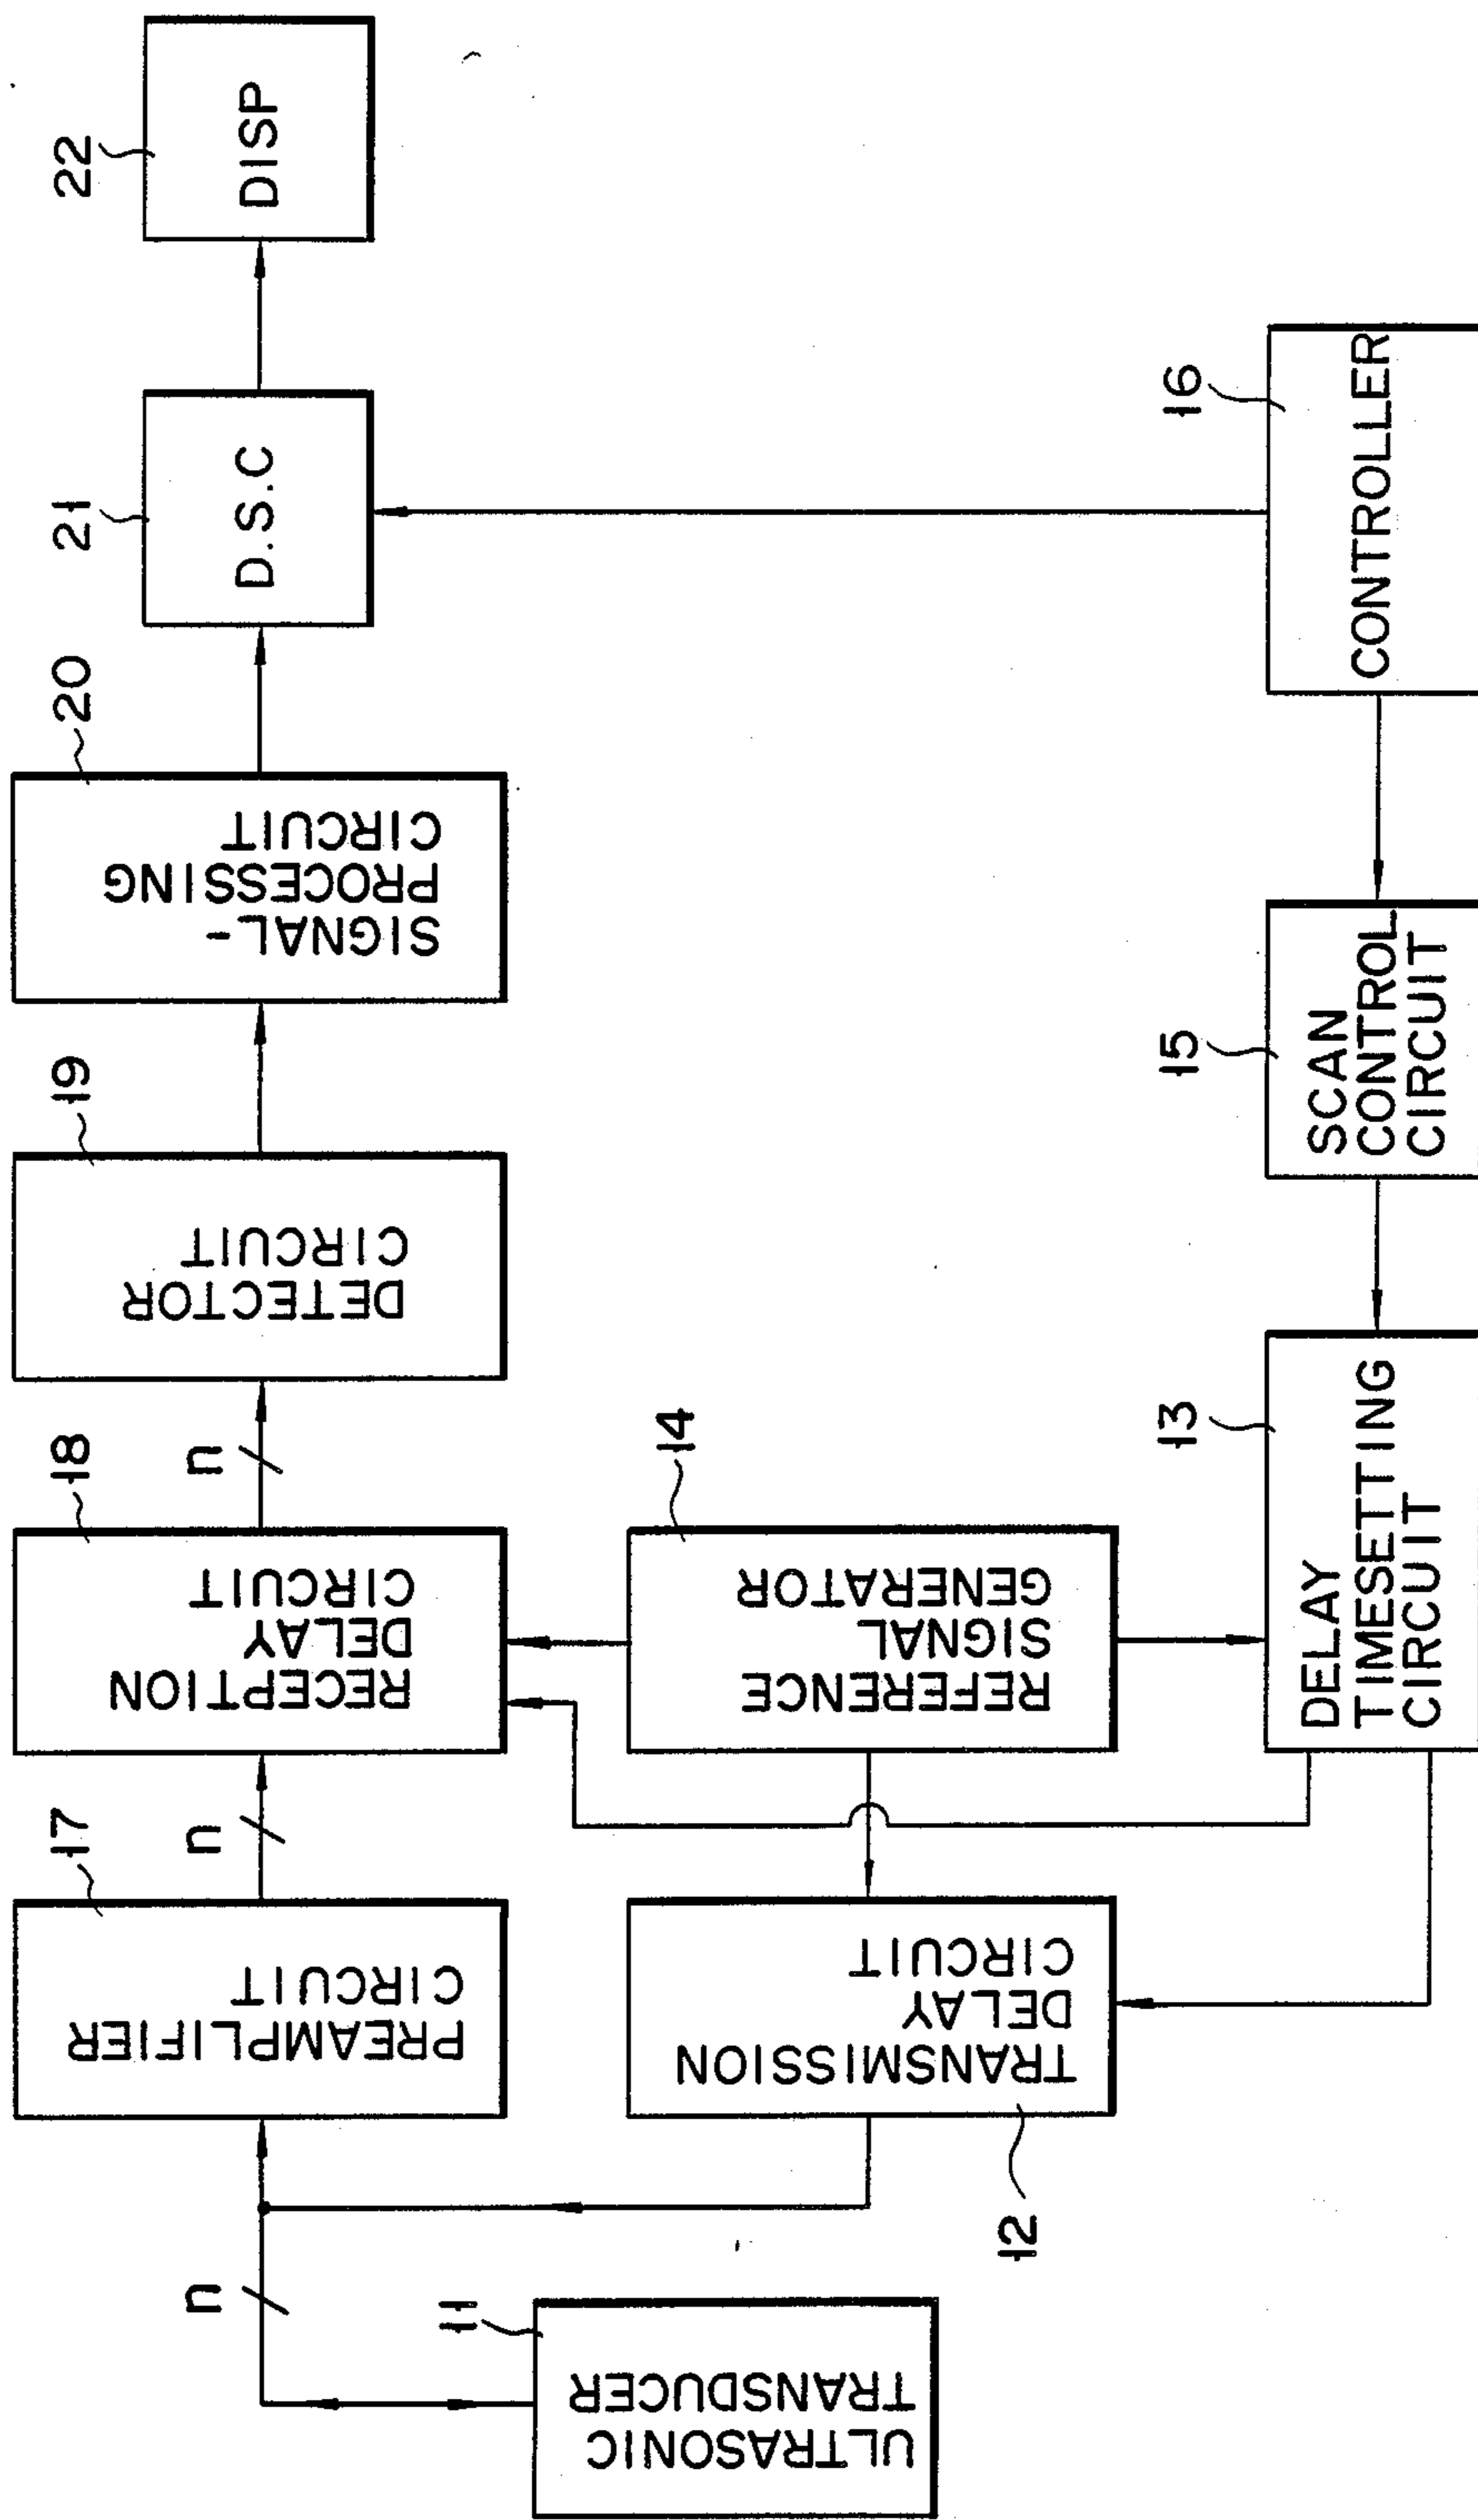 22
DISP
21
D.S.C
20
SIGNAL-
PROCESSING
CIRCUIT
19
DETECTOR
CIRCUIT
18
n
RECEPTION
DELAY
CIRCUIT
17
n
PREAMPLIFIER
CIRCUIT
n
11
ULTRASONIC
TRANSDUCER
12
TRANSMISSION
DELAY
CIRCUIT
14
REFERENCE
SIGNAL
GENERATOR
13
DELAY
TIMESETTING
CIRCUIT
15
SCAN
CONTROL
CIRCUIT
16
CONTROLLER